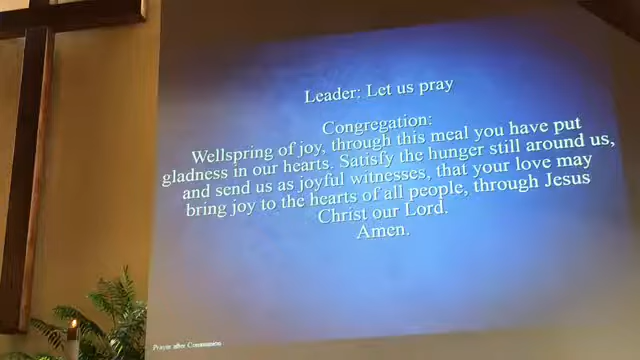 Leader: Let us pray
Congregation:
Wellspring of joy, through this meal you have put
gladness in our hearts. Satisfy the hunger still around us,
and send us as joyful witnesses, that your love may
bring joy to the hearts of all people, through Jesus
Christ our Lord.
Amen.
Prayer after Communion